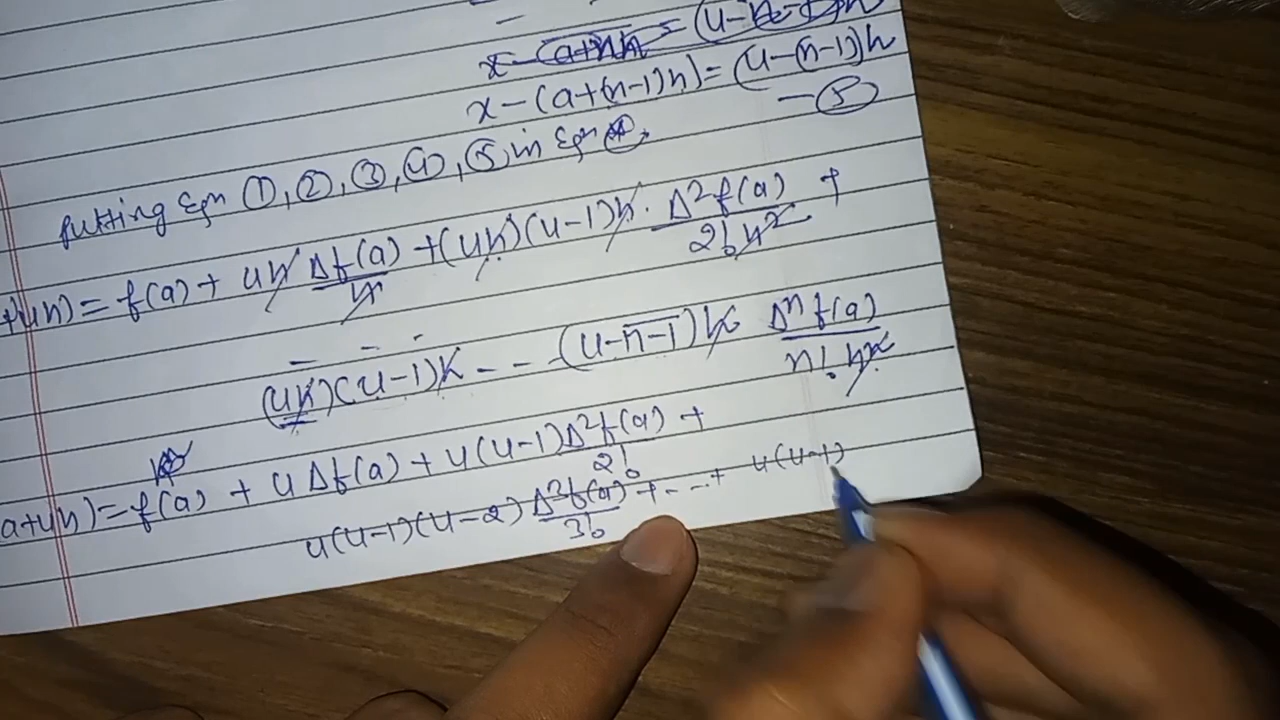 x - (a+nh = (u-n
x - (a+(n-1)h) = (u-(n-1)h
- ⑤
putting Eqn ①, ②, ③, ④, ⑤ in Eqn
+uh) = f(a) + uh Δf(a)/h + (uh)(u-1)h · Δ²f(a)/2!h² +
(uh)(u-1)h - - - (u-n-1)h Δⁿf(a)/n!hⁿ
a+uh) = f(a) + u Δf(a) + u(u-1)Δ²f(a)/2! +
u(u-1)(u-2) Δ³f(a)/3! + - - - + u(u-1)